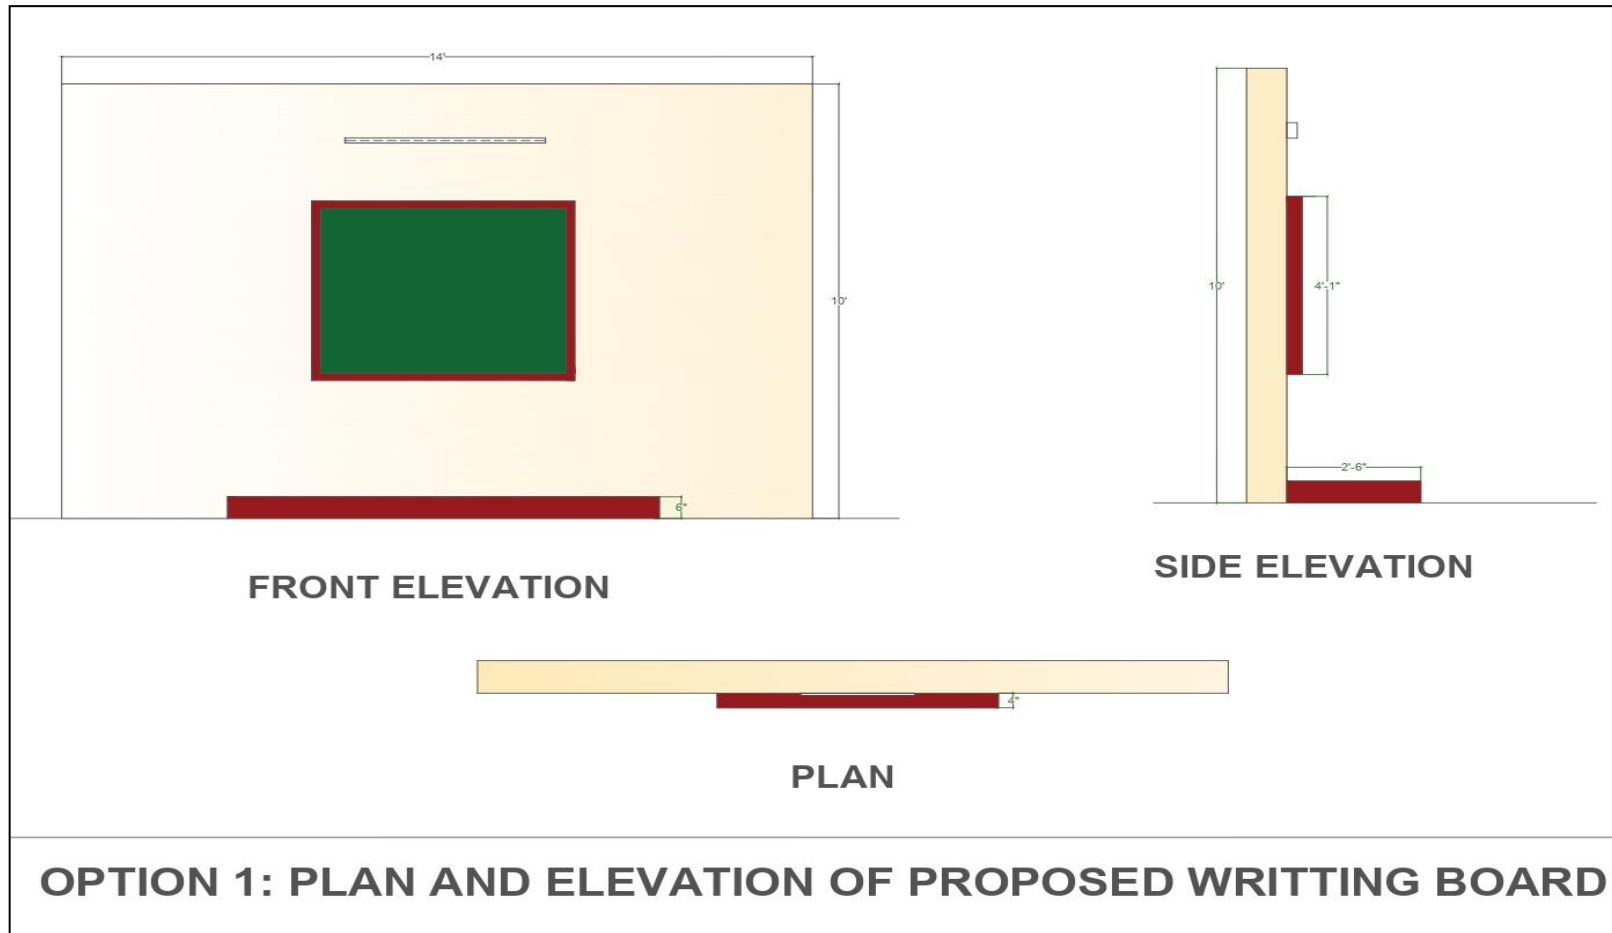 14'
10'
6"
FRONT ELEVATION
10'
4'-1"
2'-6"
SIDE ELEVATION
4"
PLAN
OPTION 1: PLAN AND ELEVATION OF PROPOSED WRITTING BOARD